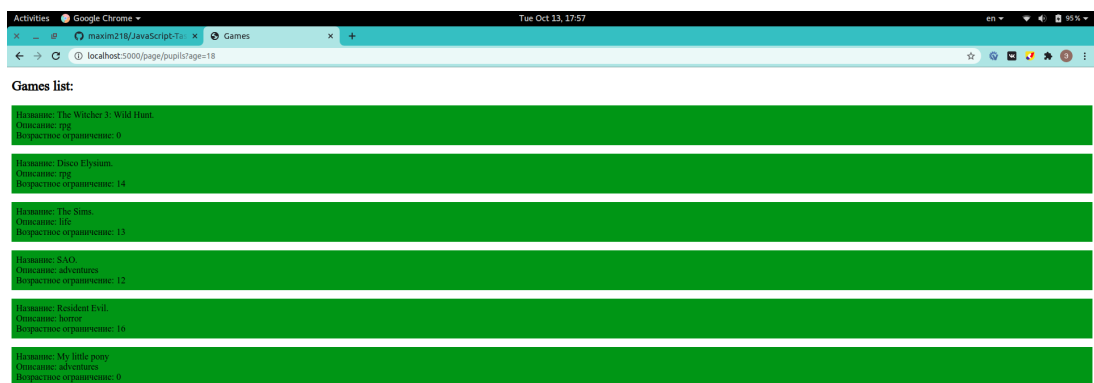 Activities Google Chrome Tue Oct 13, 17:57 en 95%
maxim218/JavaScript-Tas Games
localhost:5000/page/pupils?age=18
Games list:
Название: The Witcher 3: Wild Hunt.
Описание: rpg
Возрастное ограничение: 0
Название: Disco Elysium.
Описание: rpg
Возрастное ограничение: 14
Название: The Sims.
Описание: life
Возрастное ограничение: 13
Название: SAO.
Описание: adventures
Возрастное ограничение: 12
Название: Resident Evil.
Описание: horror
Возрастное ограничение: 16
Название: My little pony
Описание: adventures
Возрастное ограничение: 0